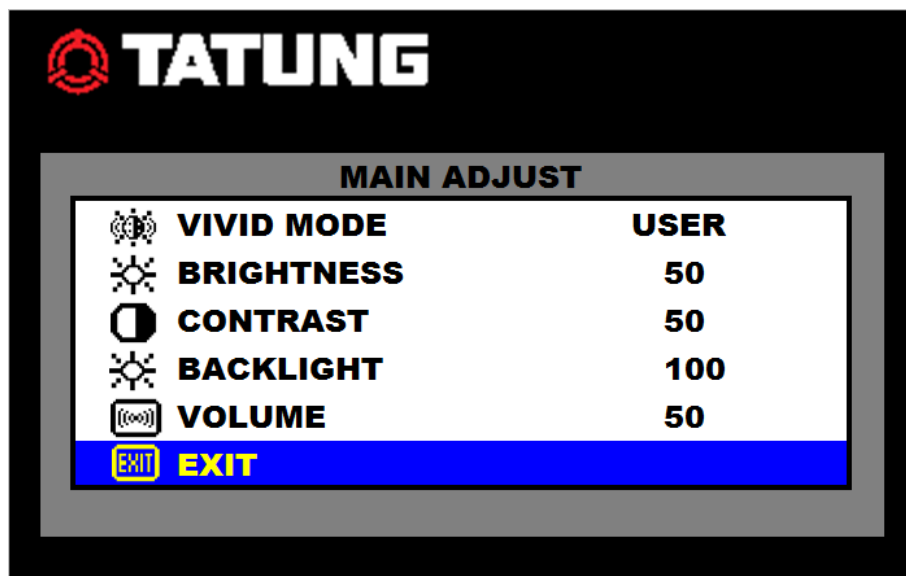 TATUNG
MAIN ADJUST
VIVID MODE USER
BRIGHTNESS 50
CONTRAST 50
BACKLIGHT 100
VOLUME 50
EXIT EXIT